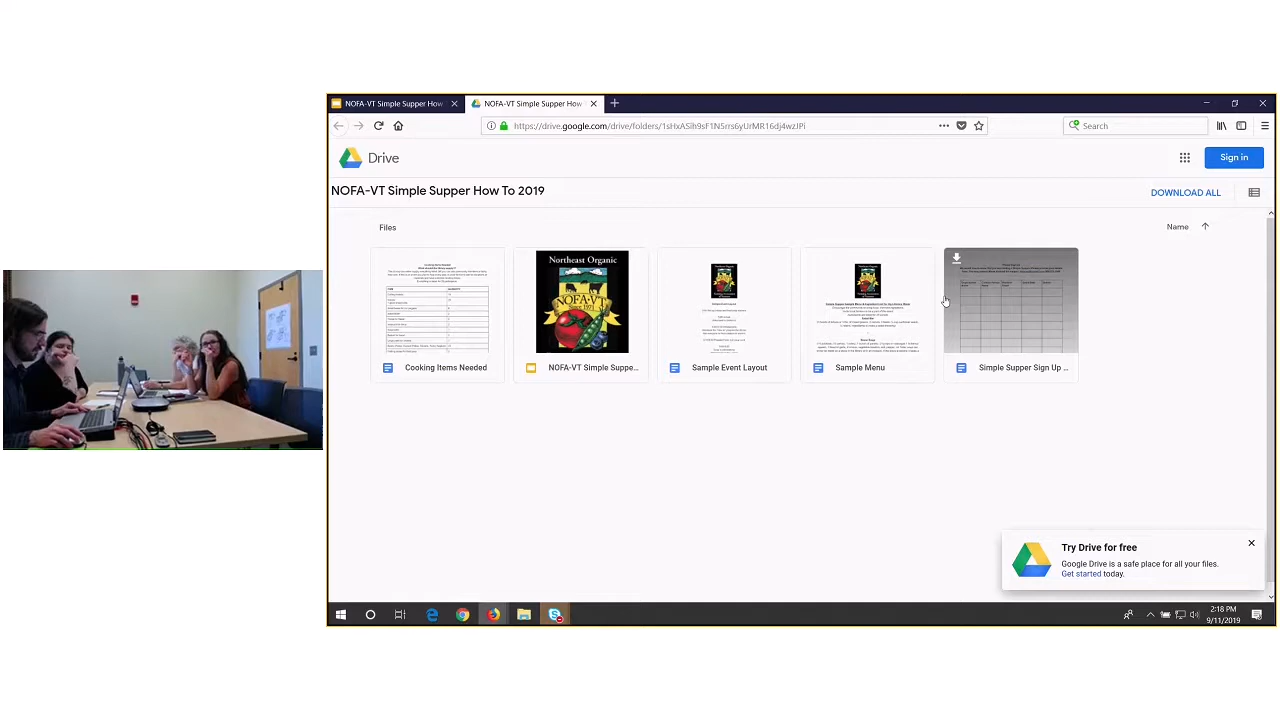 NOFA-VT Simple Supper How
NOFA-VT Simple Supper How
https://drive.google.com/drive/folders/1sHxASih9sF1N5rrs6yUrMR16dj4wzJPi
Search
Drive
Sign in
NOFA-VT Simple Supper How To 2019
DOWNLOAD ALL
Files
Name
Northeast Organic
NOFA-VT
Since 1971
Cooking Items Needed
NOFA-VT Simple Suppe...
Sample Event Layout
Sample Menu
Simple Supper Sign Up ...
Try Drive for free
Google Drive is a safe place for all your files.
Get started today.
2:18 PM
9/11/2019